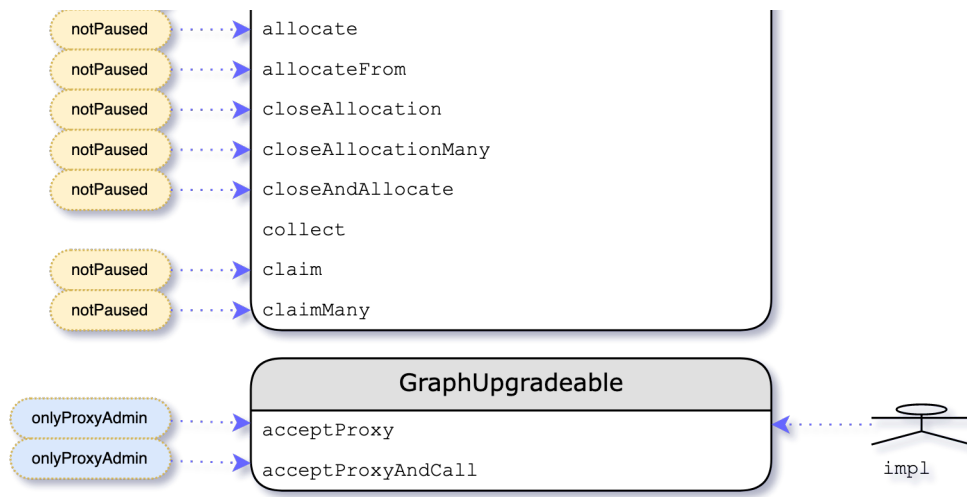 notPaused allocate
notPaused allocateFrom
notPaused closeAllocation
notPaused closeAllocationMany
notPaused closeAndAllocate
collect
notPaused claim
notPaused claimMany
GraphUpgradeable
onlyProxyAdmin acceptProxy
onlyProxyAdmin acceptProxyAndCall
impl